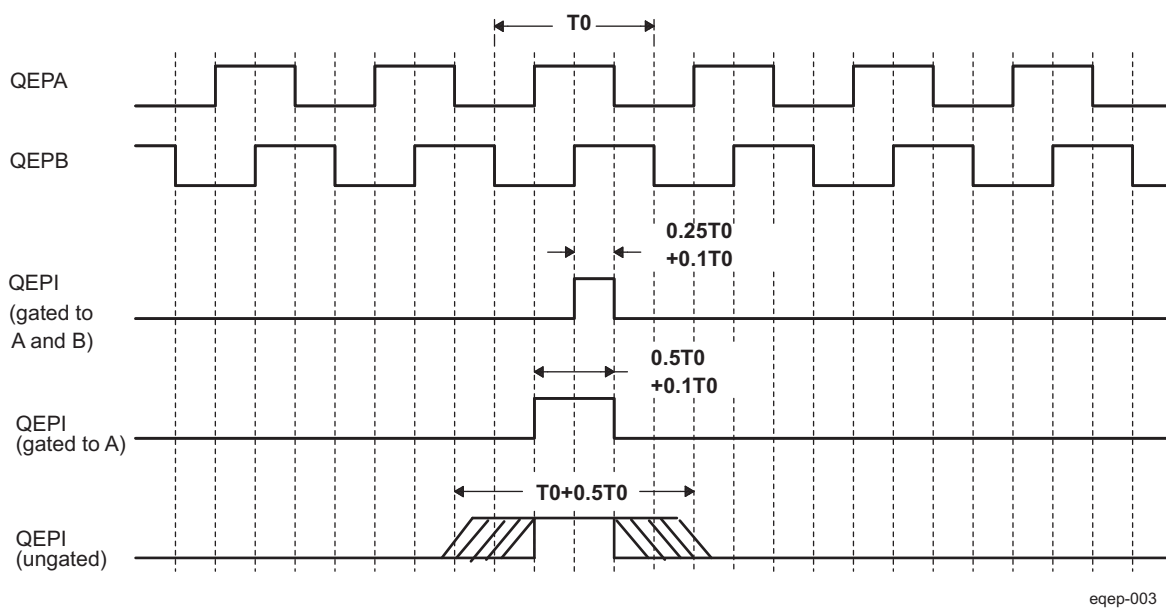 T0
QEPA
QEPB
0.25T0
+0.1T0
QEPI
(gated to
A and B)
0.5T0
+0.1T0
QEPI
(gated to A)
T0+0.5T0
QEPI
(ungated)
eqep-003